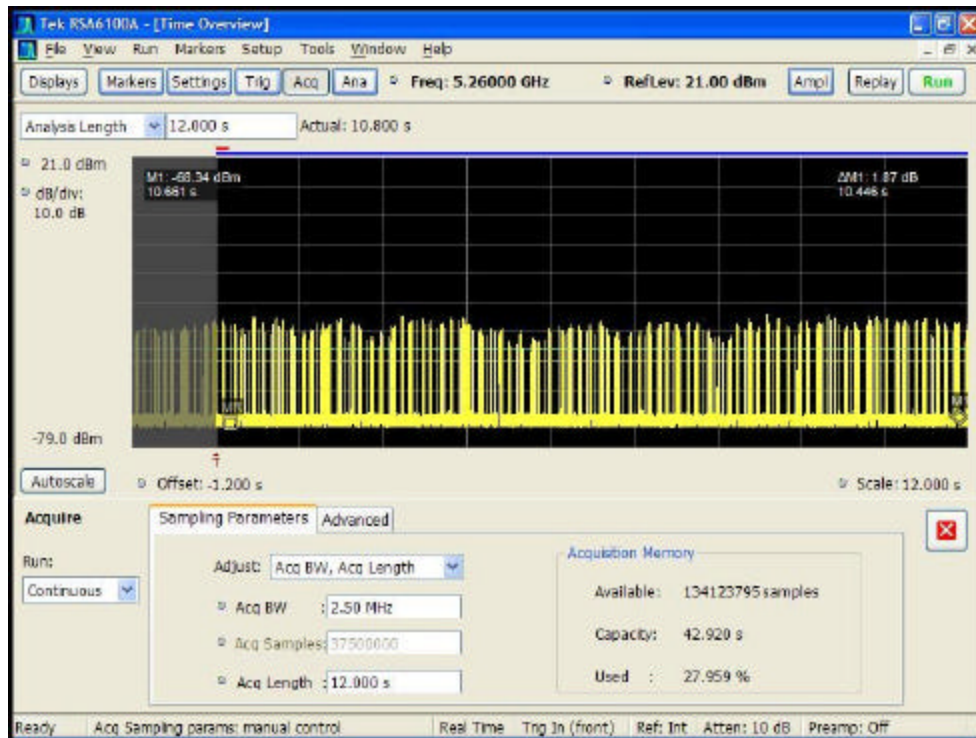 Tek RSA6100A - [Time Overview]
File View Run Markers Setup Tools Window Help
Displays Markers Settings Trig Acq Ana Freq: 5.26000 GHz RefLev: 21.00 dBm Ampl Replay Run
Analysis Length 12.000 s Actual: 10.800 s
21.0 dBm
dB/div:
10.0 dB
M1: -68.34 dBm
10.661 s
ΔM1: 1.87 dB
10.446 s
MR
M1
-79.0 dBm
Autoscale Offset: -1.200 s Scale: 12.000 s
Acquire Sampling Parameters Advanced
Run:
Continuous
Adjust: Acq BW, Acq Length
Acq BW : 2.50 MHz
Acq Samples: 37500000
Acq Length : 12.000 s
Acquisition Memory
Available: 134123795 samples
Capacity: 42.920 s
Used : 27.959 %
Ready Acq Sampling params: manual control Real Time Trig In (front) Ref: Int Atten: 10 dB Preamp: Off